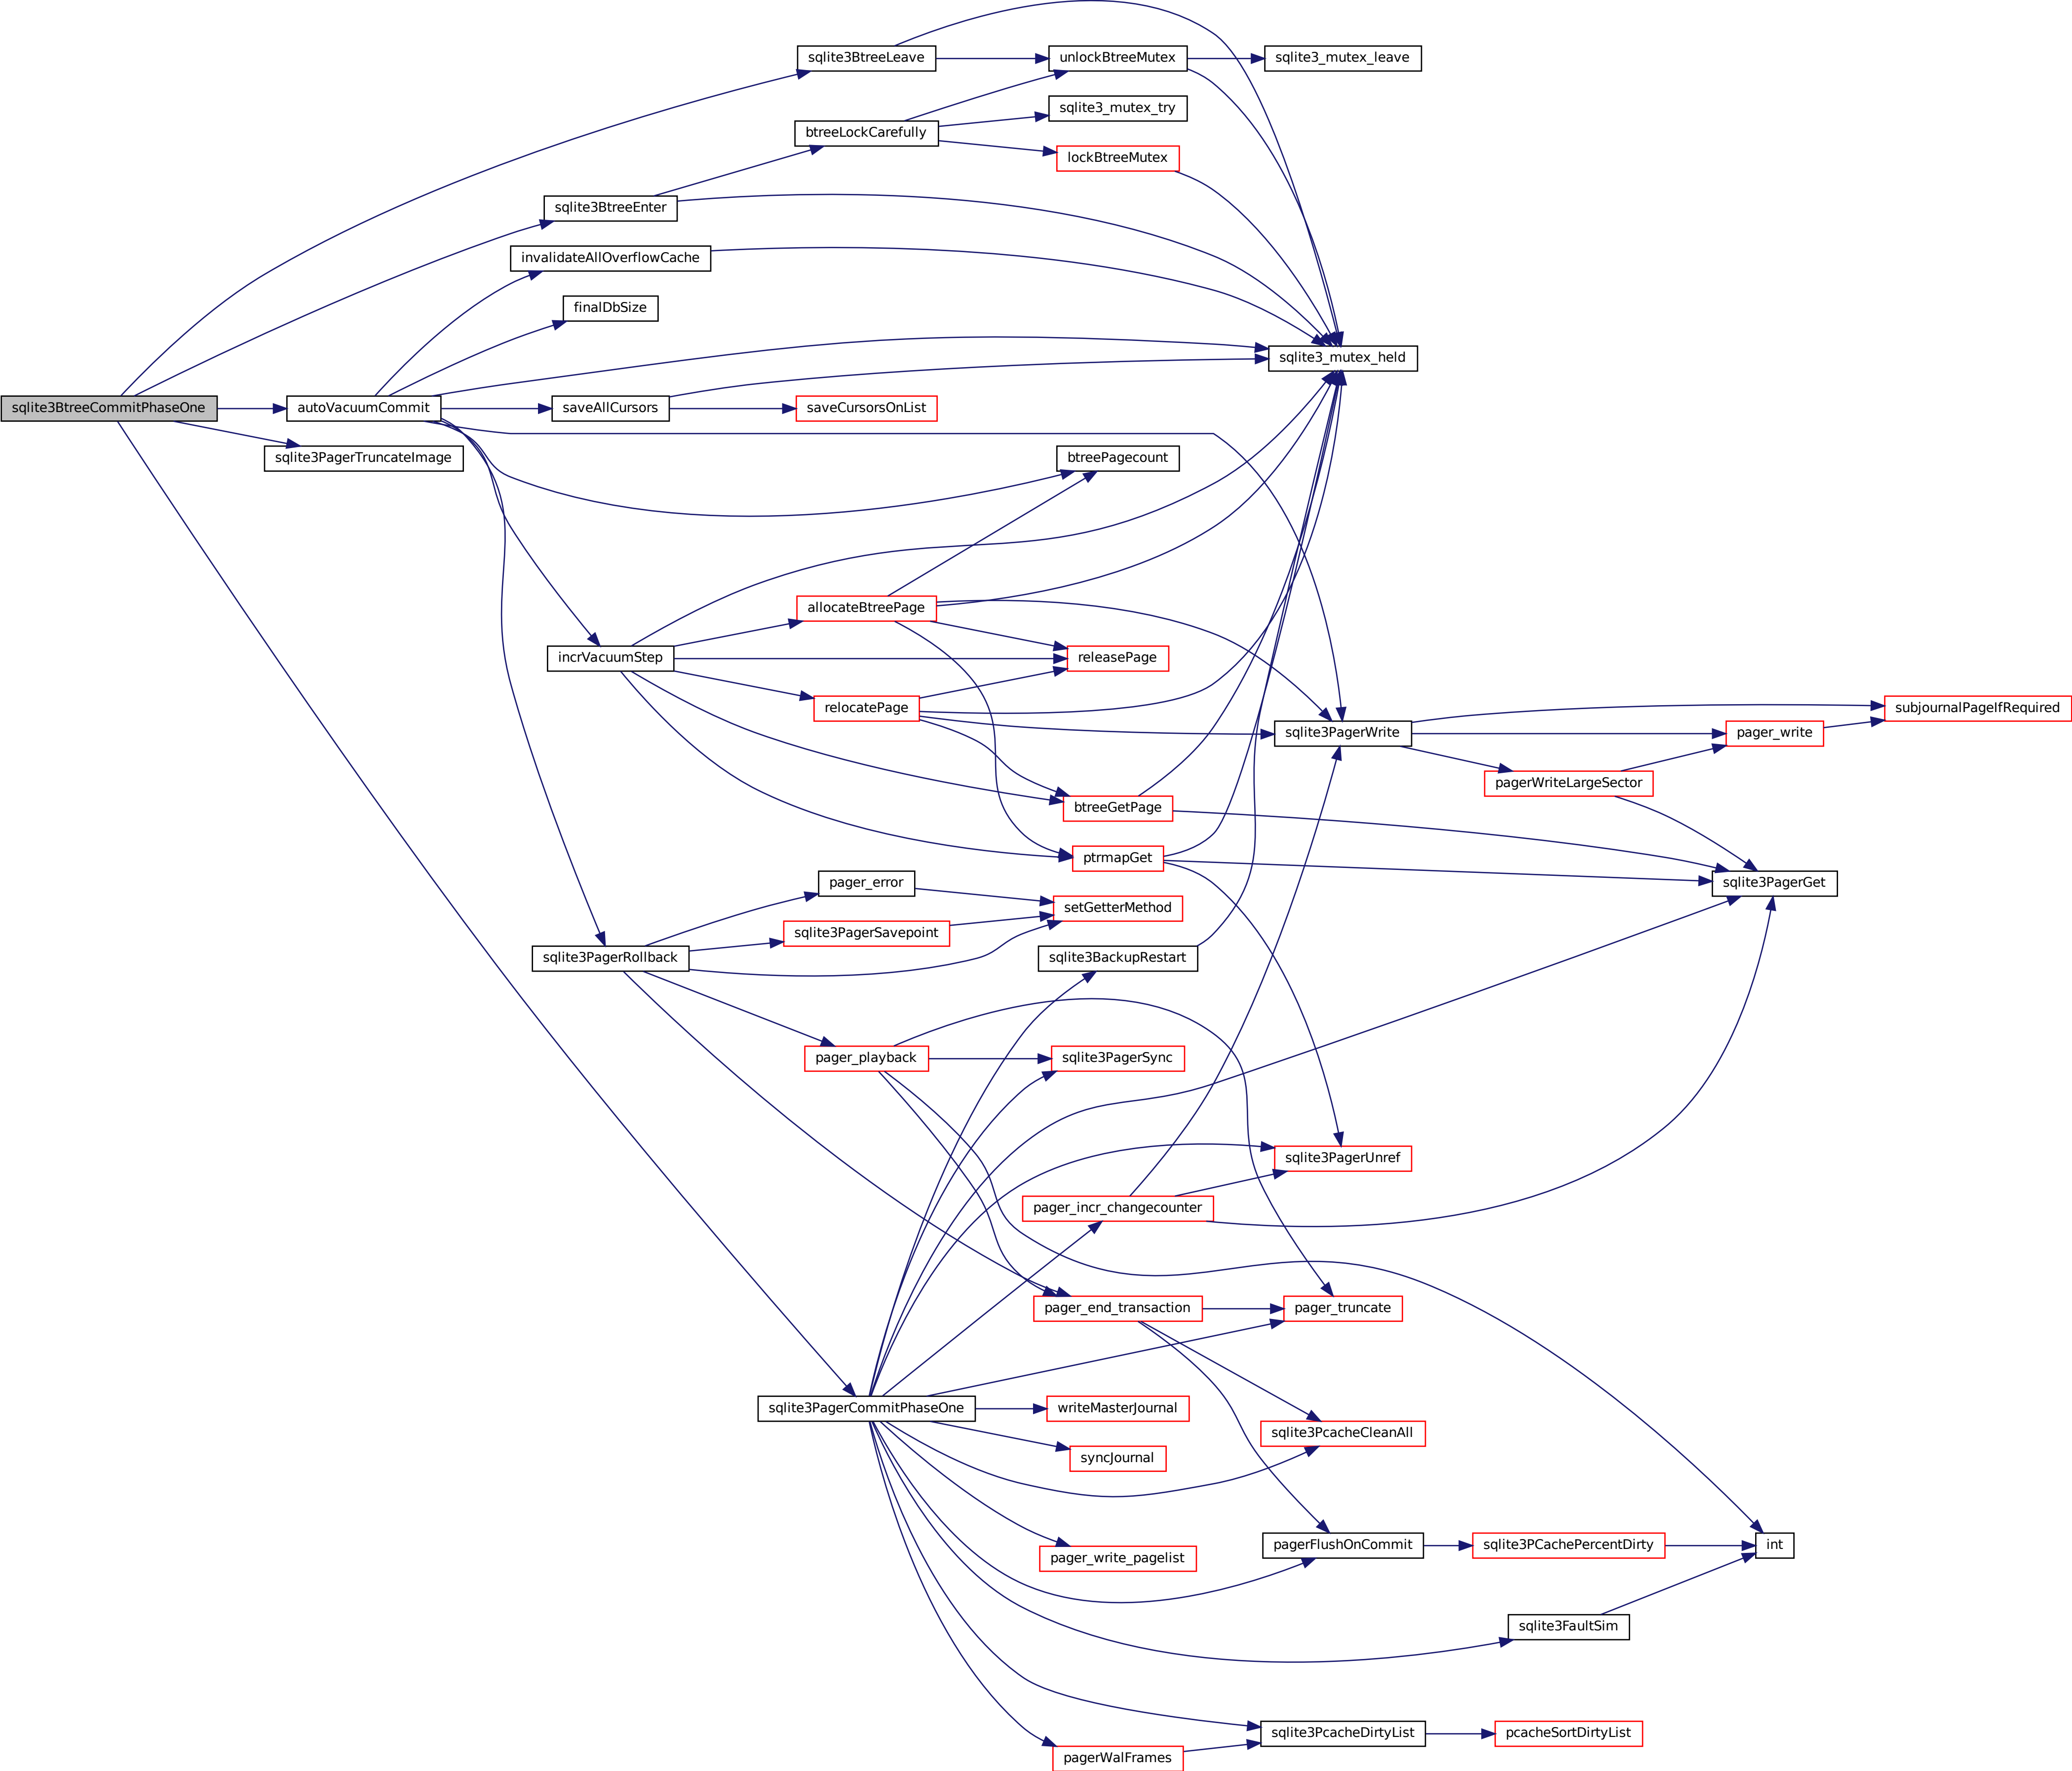 sqlite3BtreeLeave
unlockBtreeMutex
sqlite3_mutex_leave
sqlite3_mutex_try
btreeLockCarefully
lockBtreeMutex
sqlite3BtreeEnter
invalidateAllOverflowCache
finalDbSize
sqlite3_mutex_held
sqlite3BtreeCommitPhaseOne
autoVacuumCommit
saveAllCursors
saveCursorsOnList
sqlite3PagerTruncateImage
btreePagecount
allocateBtreePage
incrVacuumStep
releasePage
relocatePage
subjournalPageIfRequired
sqlite3PagerWrite
pager_write
pagerWriteLargeSector
btreeGetPage
ptrmapGet
pager_error
sqlite3PagerGet
setGetterMethod
sqlite3PagerSavepoint
sqlite3PagerRollback
sqlite3BackupRestart
pager_playback
sqlite3PagerSync
sqlite3PagerUnref
pager_incr_changecounter
pager_end_transaction
pager_truncate
sqlite3PagerCommitPhaseOne
writeMasterJournal
sqlite3PcacheCleanAll
syncJournal
pagerFlushOnCommit
sqlite3PCachePercentDirty
int
pager_write_pagelist
sqlite3FaultSim
sqlite3PcacheDirtyList
pcacheSortDirtyList
pagerWalFrames